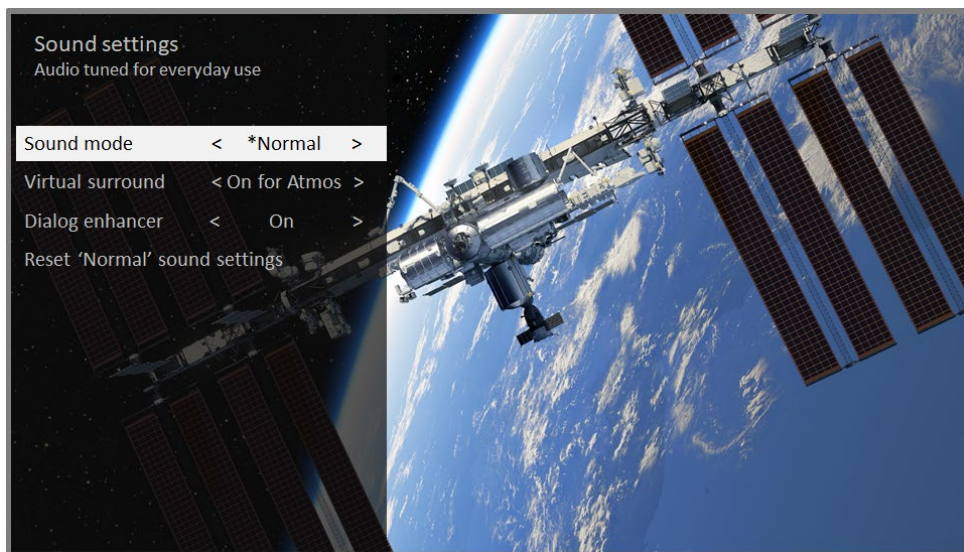 Sound settings
Audio tuned for everyday use
Sound mode < *Normal >
Virtual surround < On for Atmos >
Dialog enhancer < On >
Reset ‘Normal’ sound settings